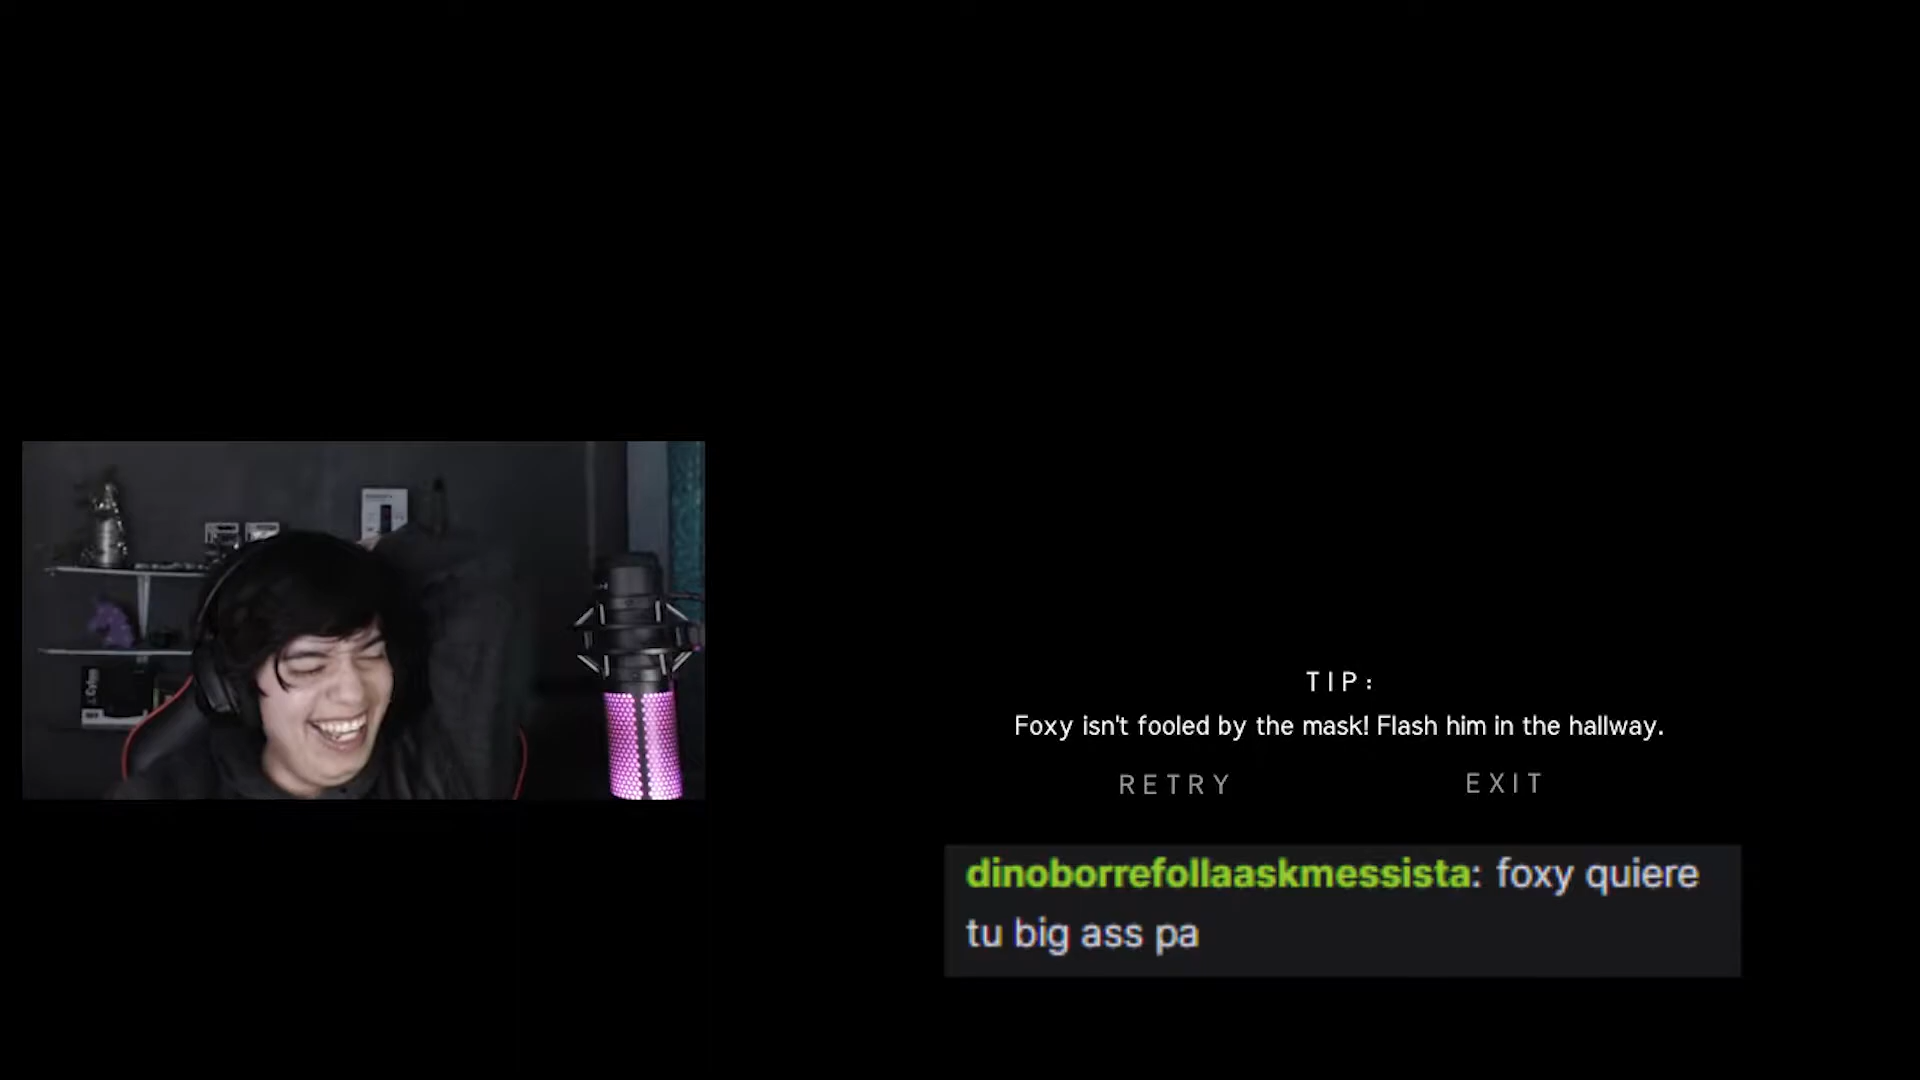 TIP:
Foxy isn't fooled by the mask! Flash him in the hallway.
RETRY
EXIT
dinoborrefollaaskmessista: foxy quiere
tu big ass pa